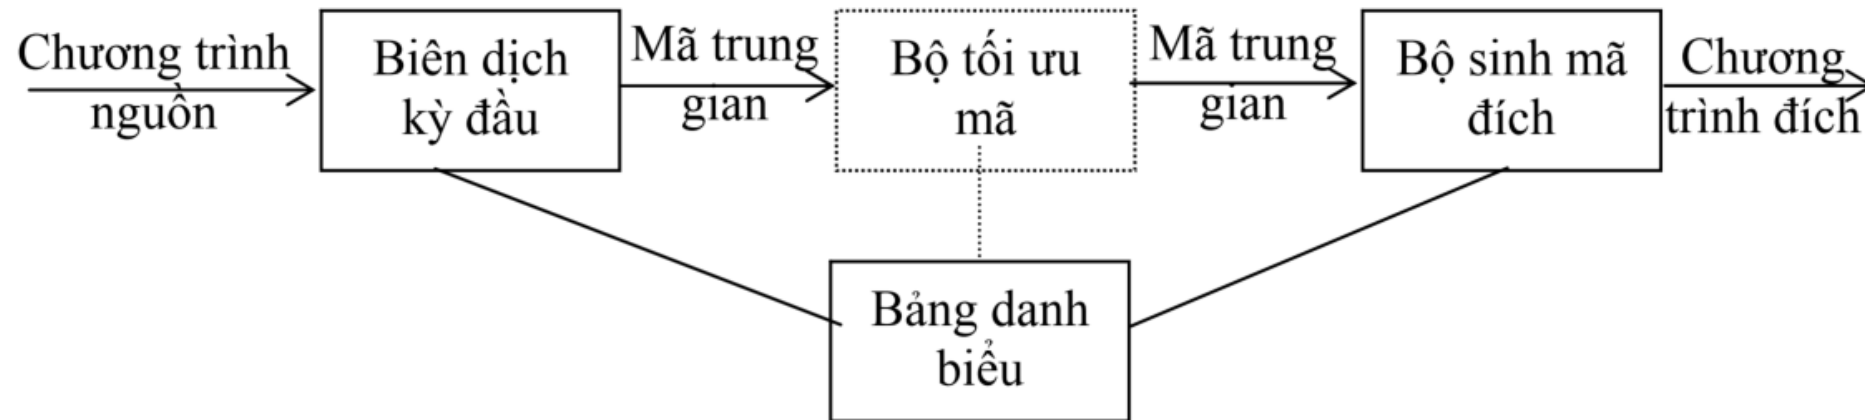 Chương trình
nguồn
Biên dịch
kỳ đầu
Mã trung
gian
Bộ tối ưu
mã
Mã trung
gian
Bộ sinh mã
đích
Chương
trình đích
Bảng danh
biểu